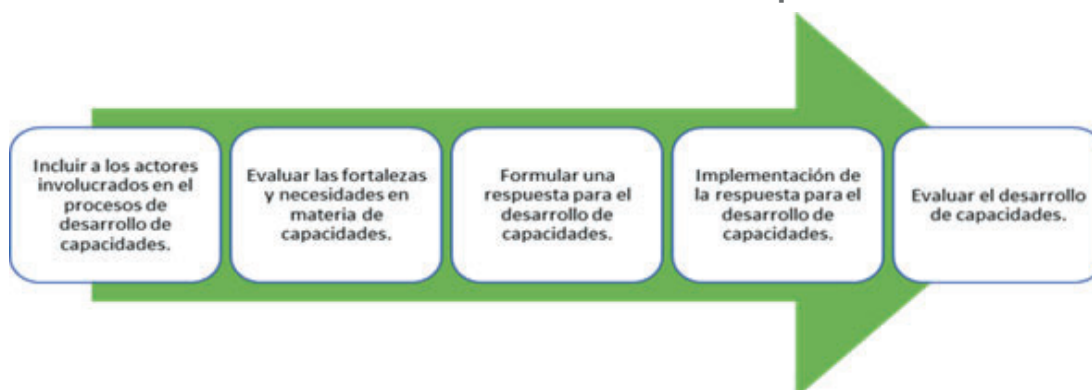 Incluir a los actores
involucrados en el
procesos de
desarrollo de
capacidades.
Evaluar las fortalezas
y necesidades en
materia de
capacidades.
Formular una
respuesta para el
desarrollo de
capacidades.
Implementación de
la respuesta para el
desarrollo de
capacidades.
Evaluar el desarrollo
de capacidades.